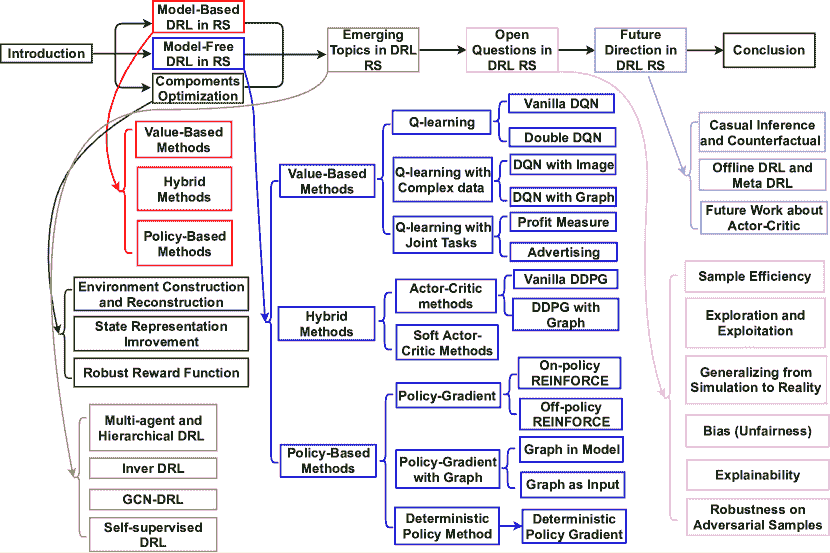 Introduction
Model-Based
DRL in RS
Model-Free
DRL in RS
Compoments
Optimization
Emerging
Topics in DRL
RS
Open
Questions in
DRL RS
Future
Direction in
DRL RS
Conclusion
Value-Based
Methods
Hybrid
Methods
Policy-Based
Methods
Environment Construction
and Reconstruction
State Representation
Imrovement
Robust Reward Function
Multi-agent and
Hierarchical DRL
Inver DRL
GCN-DRL
Self-supervised
DRL
Value-Based
Methods
Q-learning
Vanilla DQN
Double DQN
Q-learning with
Complex data
DQN with Image
DQN with Graph
Q-learning with
Joint Tasks
Profit Measure
Advertising
Hybrid
Methods
Actor-Critic
methods
Vanilla DDPG
DDPG with
Graph
Soft Actor-
Critic Methods
Policy-Based
Methods
Policy-Gradient
On-policy
REINFORCE
Off-policy
REINFORCE
Policy-Gradient
with Graph
Graph in Model
Graph as Input
Deterministic
Policy Method
Deterministic
Policy Gradient
Casual Inference
and Counterfactual
Offline DRL and
Meta DRL
Future Work about
Actor-Critic
Sample Efficiency
Exploration and
Exploitation
Generalizing from
Simulation to Reality
Bias (Unfairness)
Explainability
Robustness on
Adversarial Samples